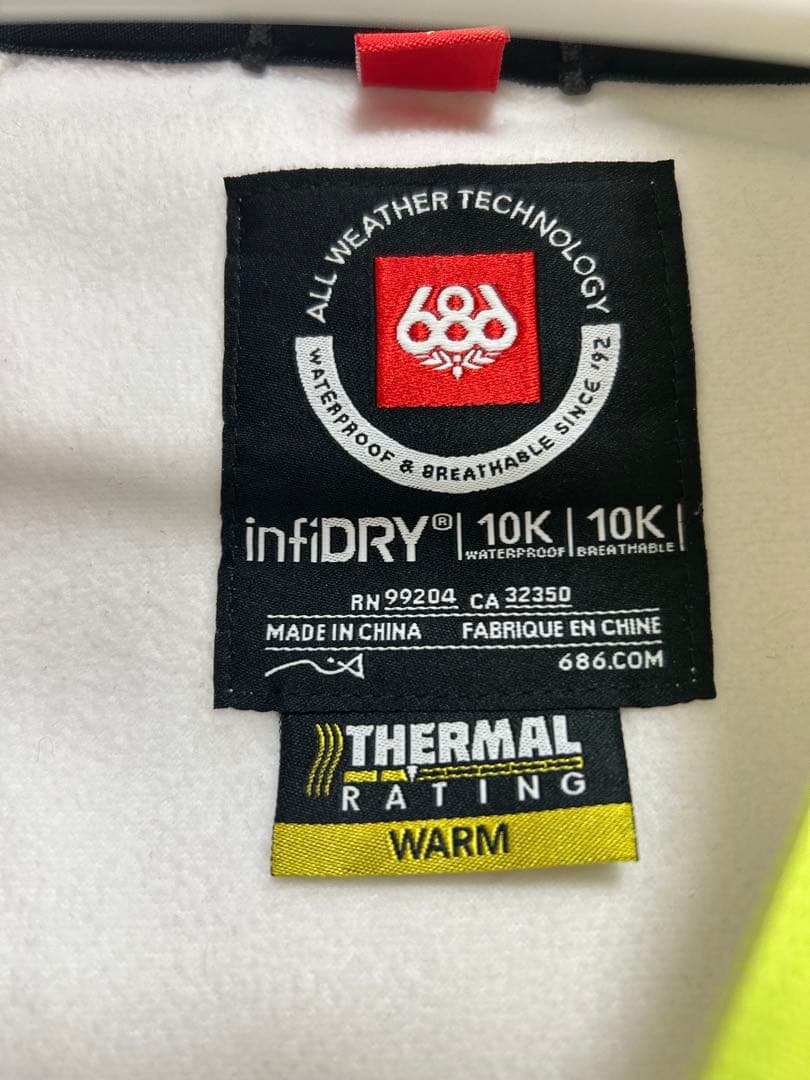 ALL WEATHER TECHNOLOGY
686
WATERPROOF & BREATHABLE SINCE '92
infiDRY® 10K WATERPROOF 10K BREATHABLE
RN 99204 CA 32350
MADE IN CHINA FABRIQUE EN CHINE
686.COM
THERMAL
RATING
WARM